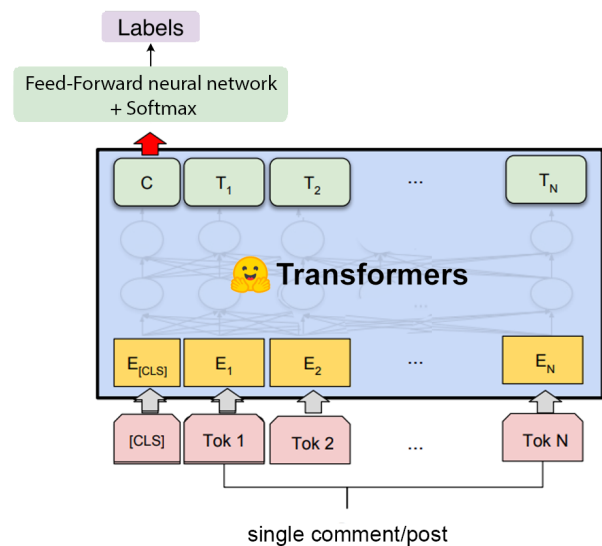 Labels
Feed-Forward neural network
+ Softmax
C T1 T2 ... TN
🤗 Transformers
...
E[CLS] E1 E2 ... EN
[CLS] Tok 1 Tok 2 ... Tok N
single comment/post